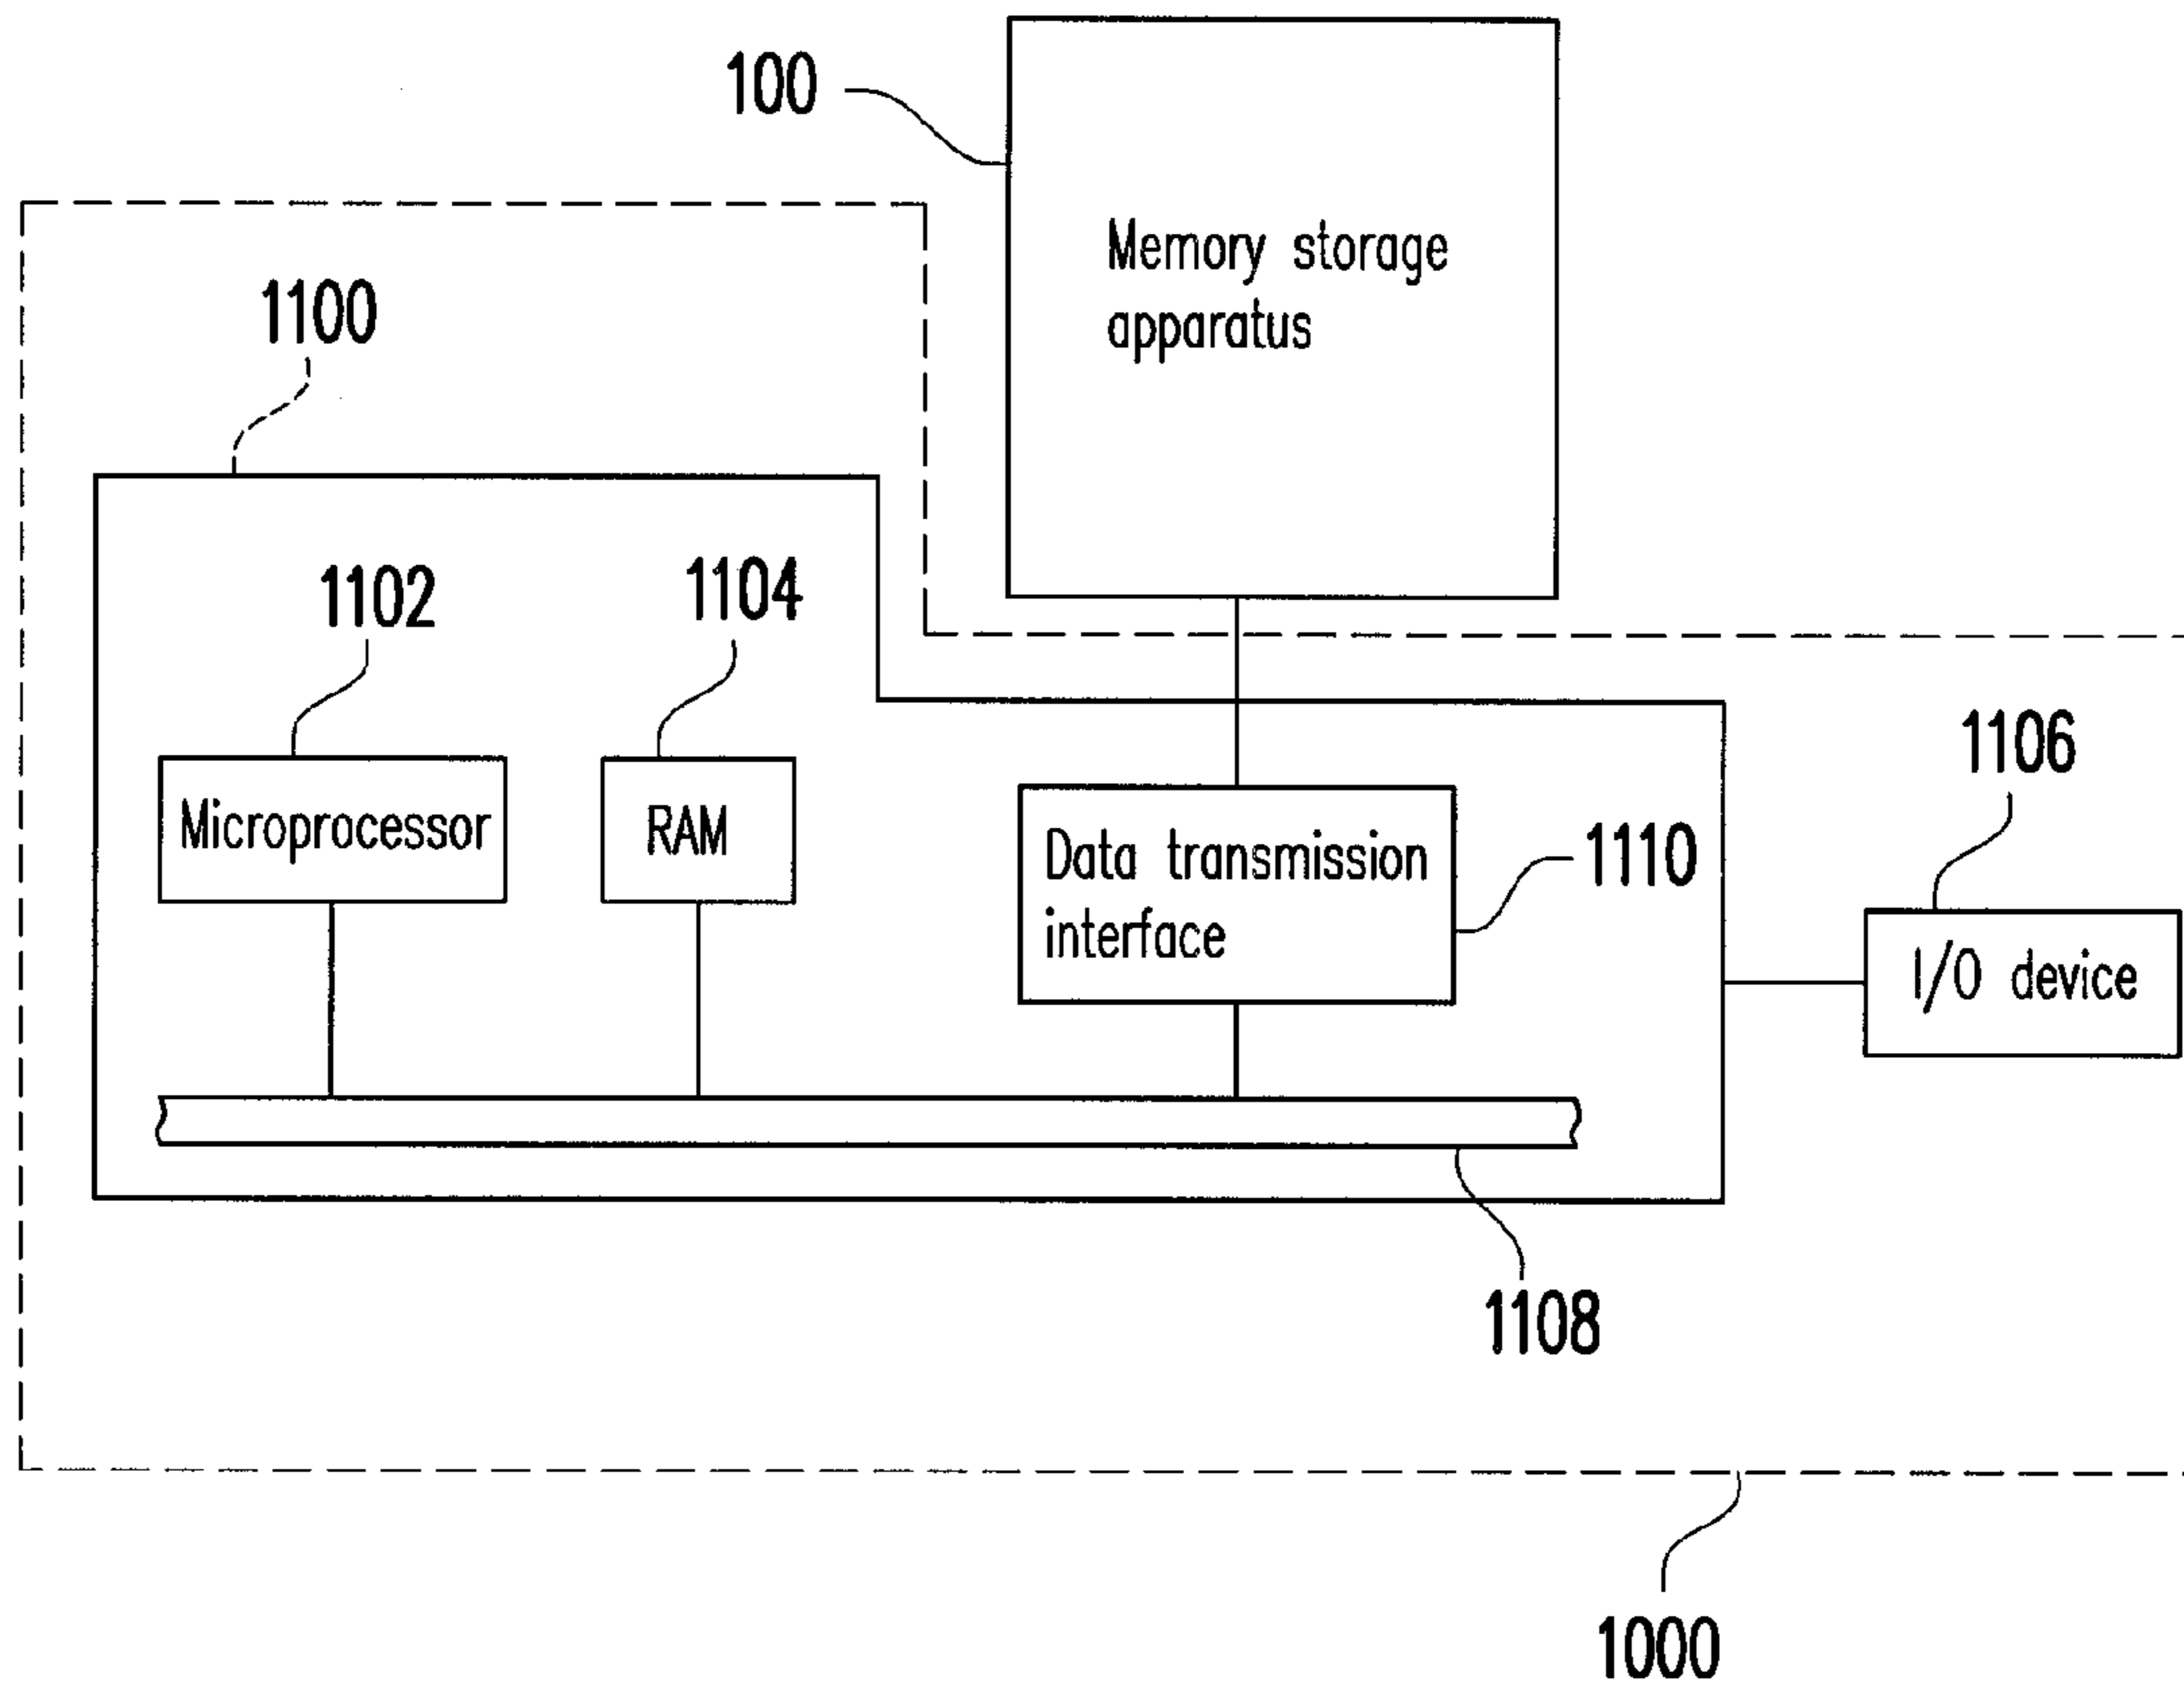 100
Memory storage
apparatus
1100
1102
1104
1106
Microprocessor
RAM
Data transmission
interface
1110
I/O device
1108
1000